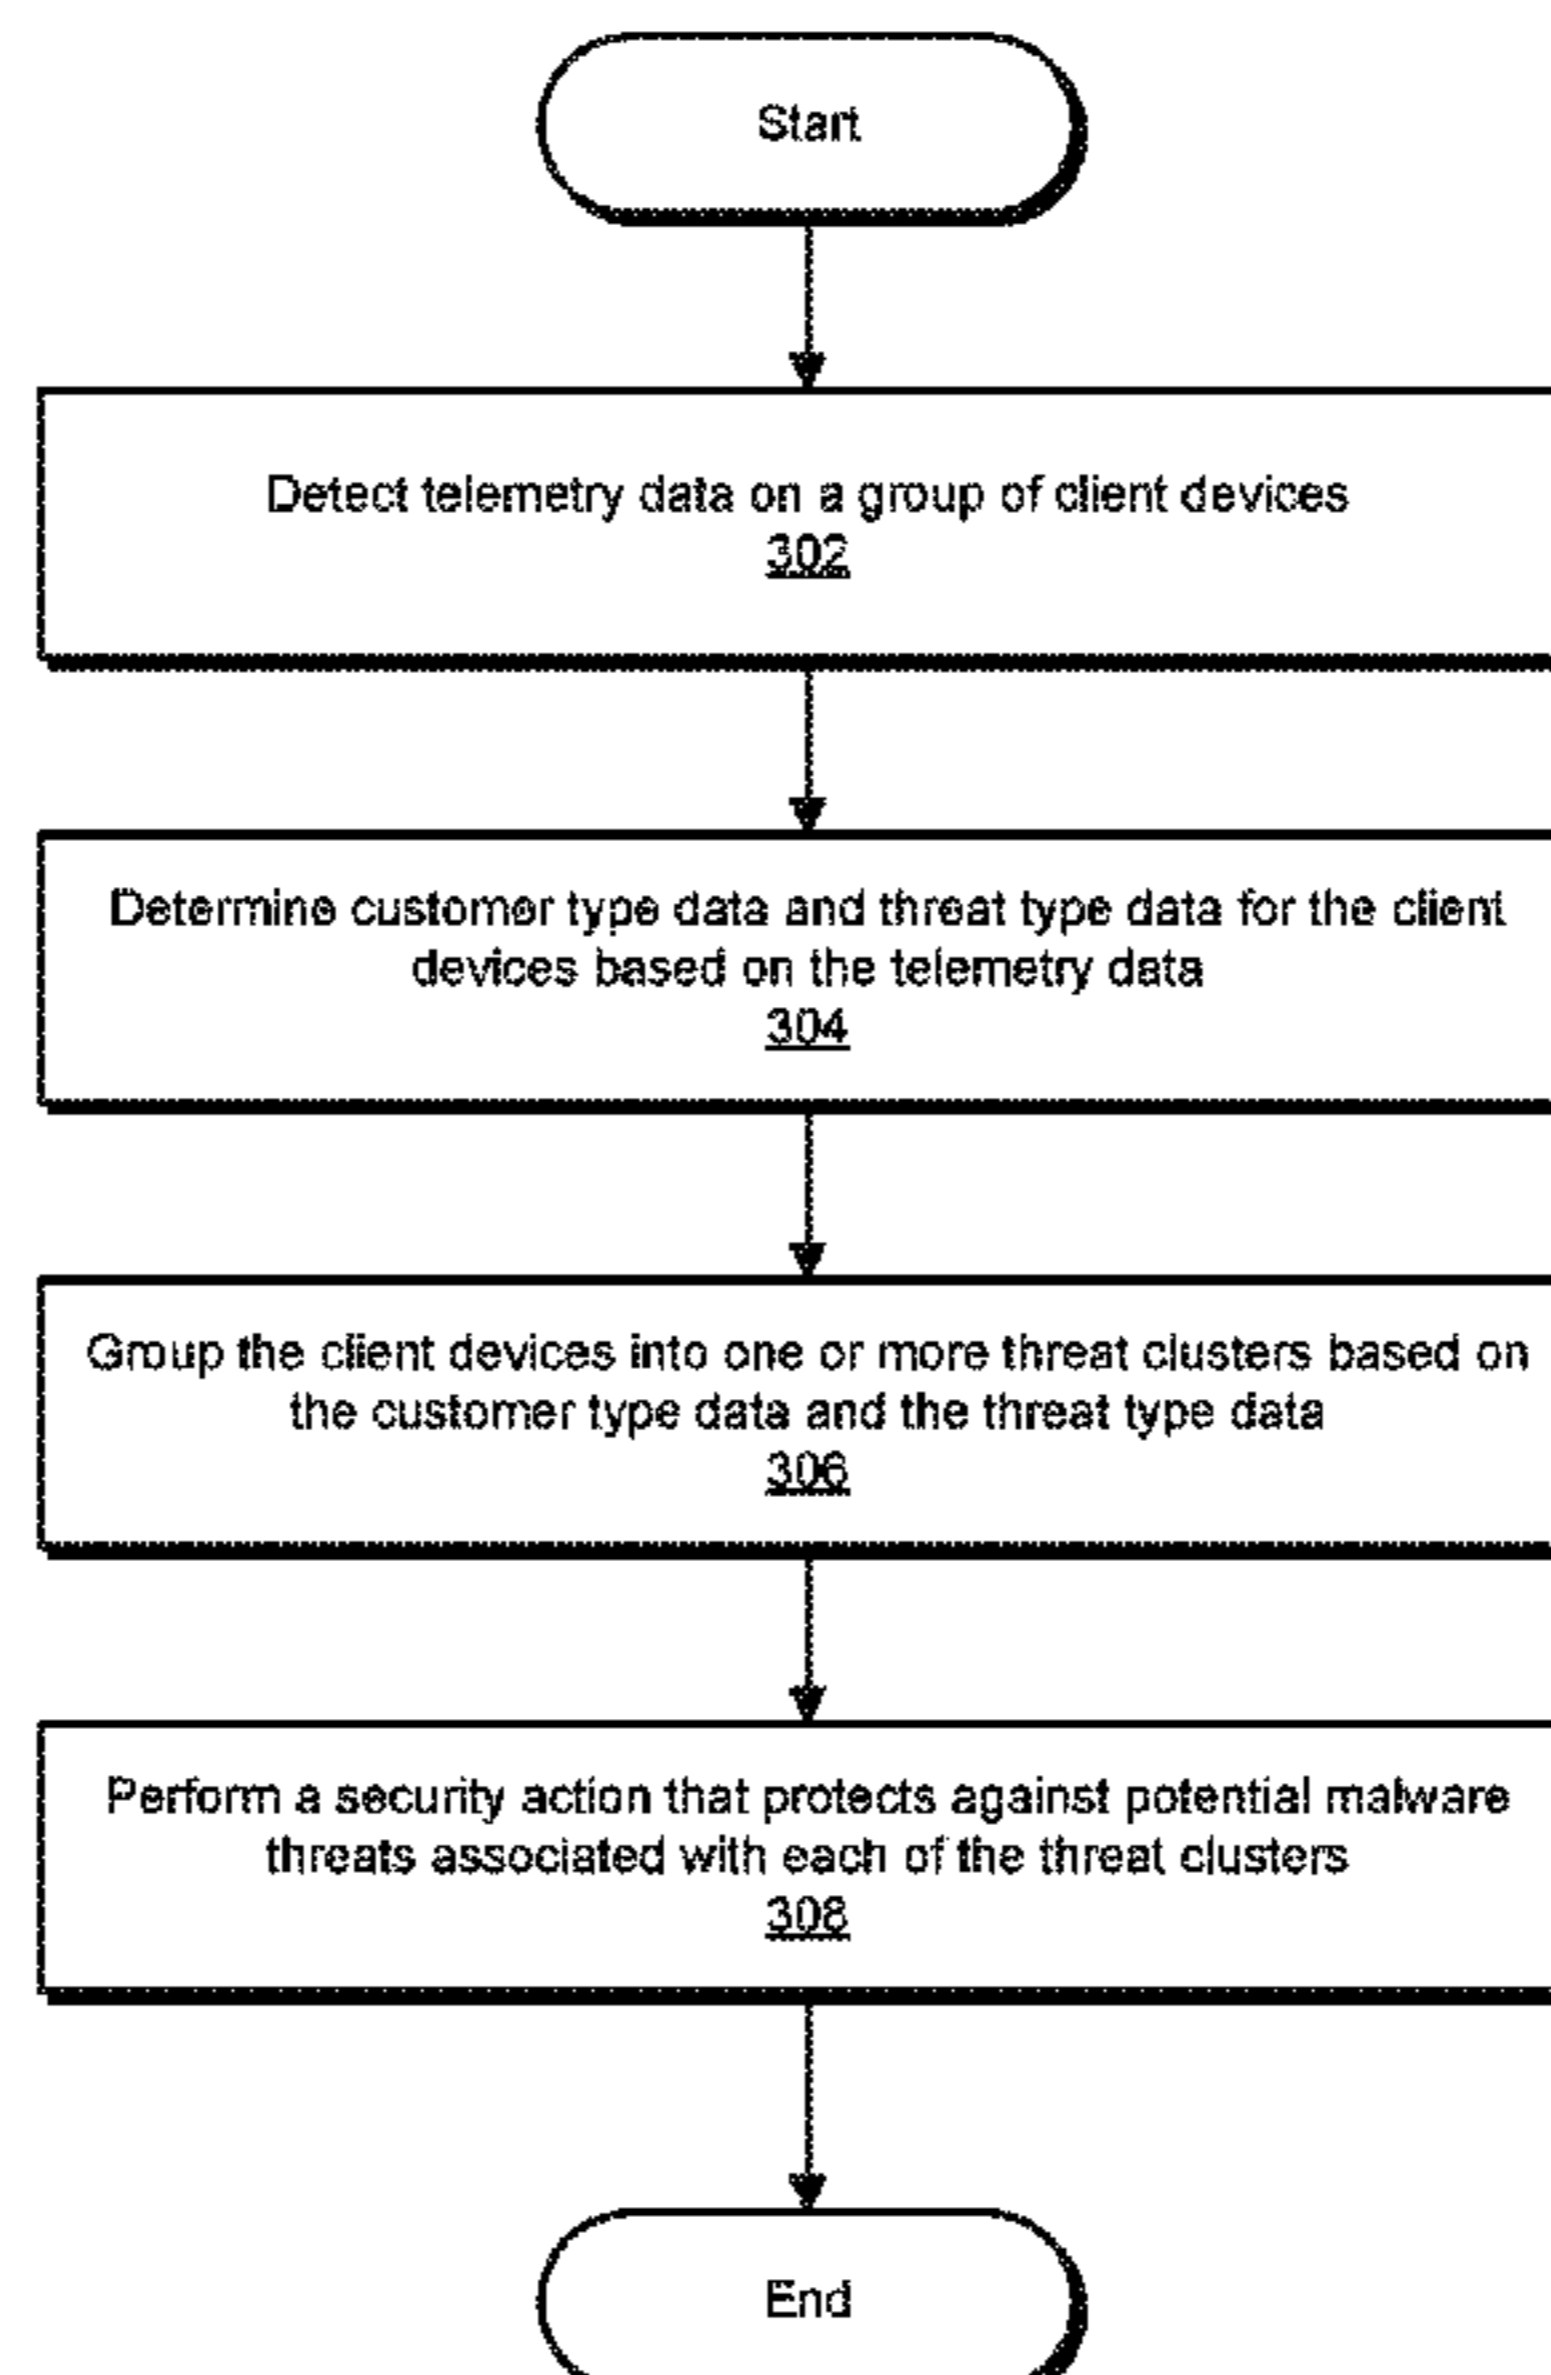 Start
Detect telemetry data on a group of client devices
302
Determine customer type data and threat type data for the client
devices based on the telemetry data
304
Group the client devices into one or more threat clusters based on
the customer type data and the threat type data
306
Perform a security action that protects against potential malware
threats associated with each of the threat clusters
308
End